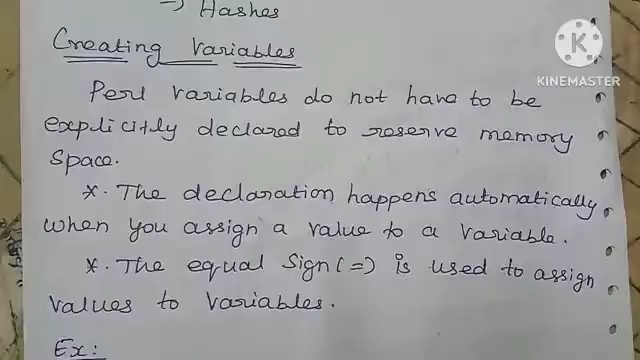 → Hashes
Creating Variables
Perl variables do not have to be
explicitly declared to reserve memory
Space.
*. The declaration happens automatically
when you assign a value to a variable.
*. The equal Sign (=) is used to assign
values to variables.
Ex:
K
KINEMASTER